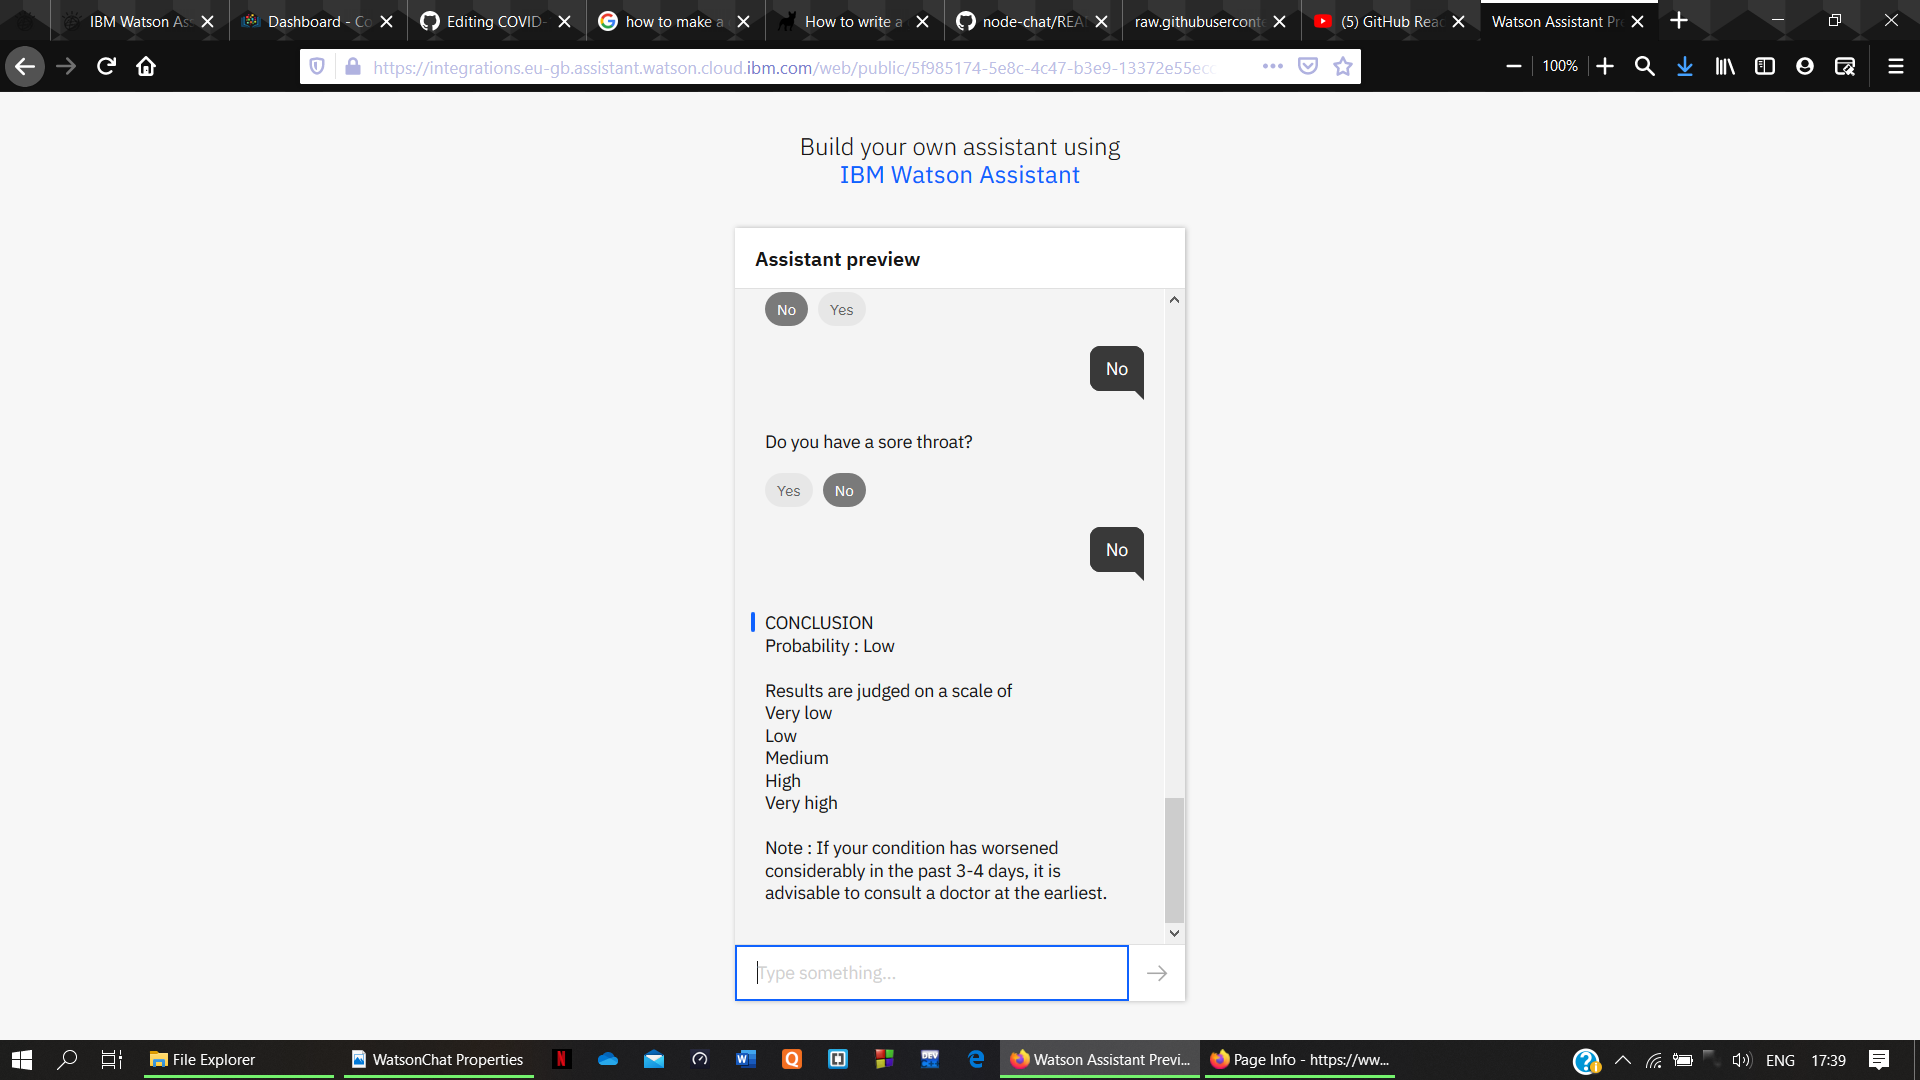 IBM Watson As
Dashboard - Co
Editing COVID-
how to make a
How to write a
node-chat/REA
raw.githubuserconte
(5) GitHub Rea
Watson Assistant Pr
https://integrations.eu-gb.assistant.watson.cloud.ibm.com/web/public/5f985174-5e8c-4c47-b3e9-13372e55ec
100%
Build your own assistant using
IBM Watson Assistant
Assistant preview
No Yes
No
Do you have a sore throat?
Yes No
No
CONCLUSION
Probability : Low
Results are judged on a scale of
Very low
Low
Medium
High
Very high
Note : If your condition has worsened
considerably in the past 3-4 days, it is
advisable to consult a doctor at the earliest.
Type something...
File Explorer
WatsonChat Properties
N
W
Q
DEV
Watson Assistant Previ...
Page Info - https://ww...
ENG
17:39